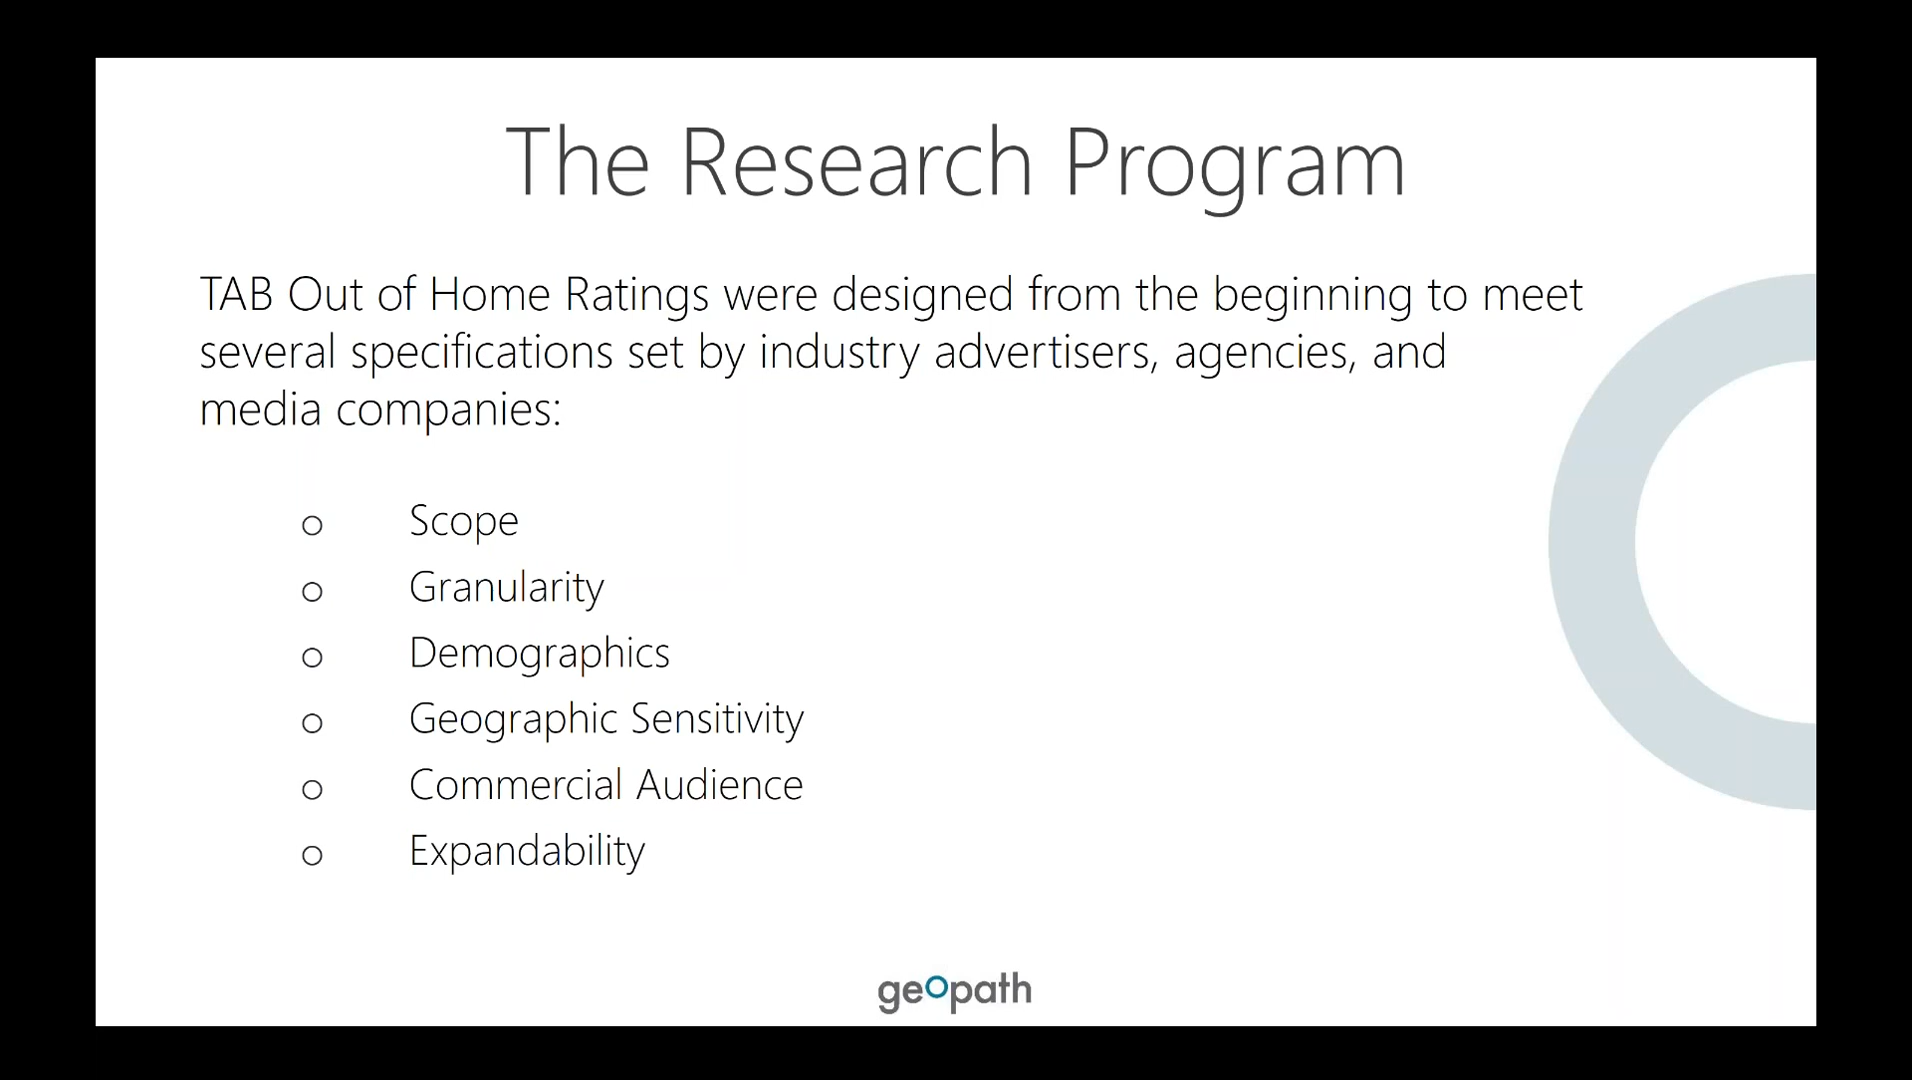 The Research Program
TAB Out of Home Ratings were designed from the beginning to meet
several specifications set by industry advertisers, agencies, and
media companies:
Scope
Granularity
Demographics
Geographic Sensitivity
Commercial Audience
Expandability
geopath